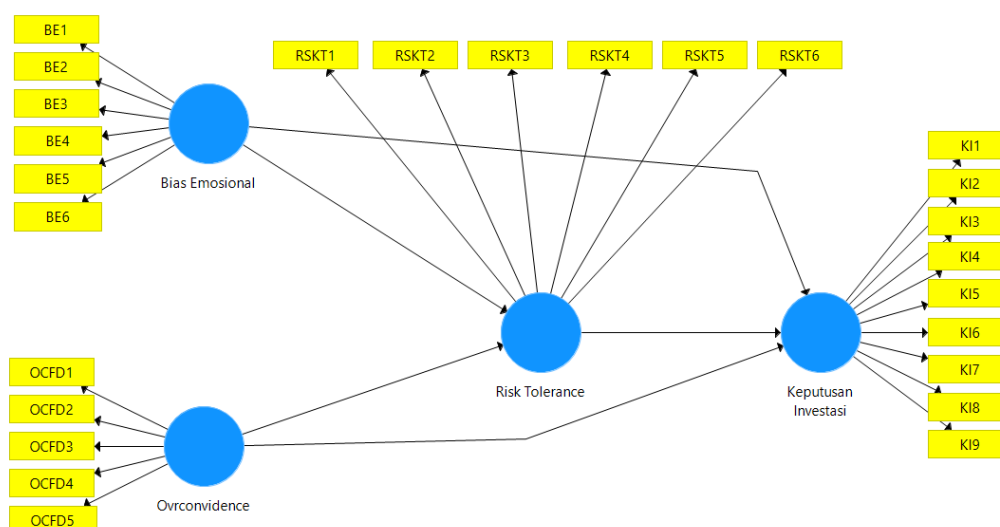 BE1
BE2
BE3
BE4
BE5
BE6
Bias Emosional
RSKT1
RSKT2
RSKT3
RSKT4
RSKT5
RSKT6
Risk Tolerance
OCFD1
OCFD2
OCFD3
OCFD4
OCFD5
Ovrconvidence
KI1
KI2
KI3
KI4
KI5
KI6
KI7
KI8
KI9
Keputusan
Investasi